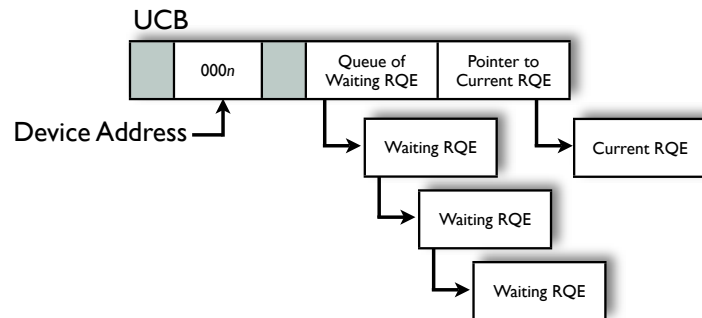 UCB
000n
Queue of
Waiting RQE
Pointer to
Current RQE
Device Address
Waiting RQE
Current RQE
Waiting RQE
Waiting RQE